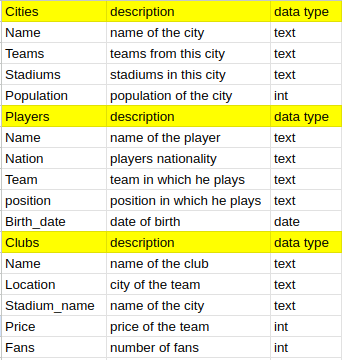 Cities description data type
Name name of the city text
Teams teams from this city text
Stadiums stadiums in this city text
Population population of the city int
Players description data type
Name name of the player text
Nation players nationality text
Team team in which he plays text
position position in which he plays text
Birth_date date of birth date
Clubs description data type
Name name of the club text
Location city of the team text
Stadium_name name of the city text
Price price of the team int
Fans number of fans int